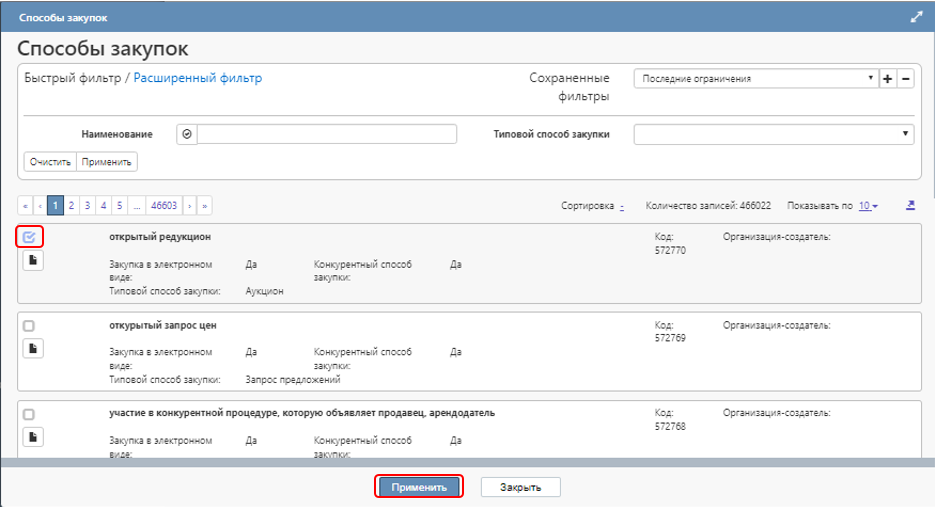 Способы закупок
Способы закупок
Быстрый фильтр / Расширенный фильтр
Сохраненные фильтры
Последние ограничения
Наименование
Типовой способ закупки
Очистить Применить
« ‹ 1 2 3 4 5 ... 46603 › »
Сортировка - Количество записей: 466022 Показывать по 10
открытый редукцион
Код: 572770
Организация-создатель:
Закупка в электронном виде: Да
Конкурентный способ закупки: Да
Типовой способ закупки: Аукцион
откурытый запрос цен
Код: 572769
Организация-создатель:
Закупка в электронном виде: Да
Конкурентный способ закупки: Да
Типовой способ закупки: Запрос предложений
участие в конкурентной процедуре, которую объявляет продавец, арендодатель
Код: 572768
Организация-создатель:
Закупка в электронном виде: Да
Конкурентный способ закупки: Да
Применить Закрыть